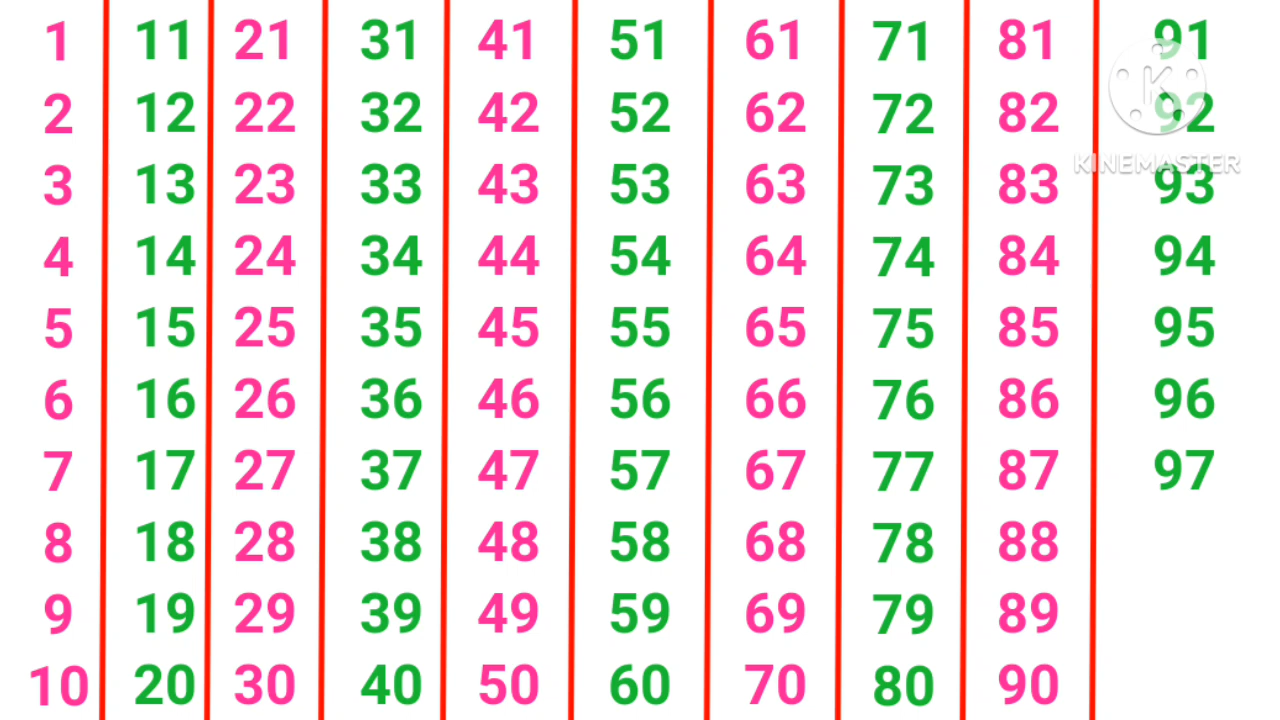 1 11 21 31 41 51 61 71 81 91
2 12 22 32 42 52 62 72 82 92
KINEMASTER
3 13 23 33 43 53 63 73 83 93
4 14 24 34 44 54 64 74 84 94
5 15 25 35 45 55 65 75 85 95
6 16 26 36 46 56 66 76 86 96
7 17 27 37 47 57 67 77 87 97
8 18 28 38 48 58 68 78 88
9 19 29 39 49 59 69 79 89
10 20 30 40 50 60 70 80 90